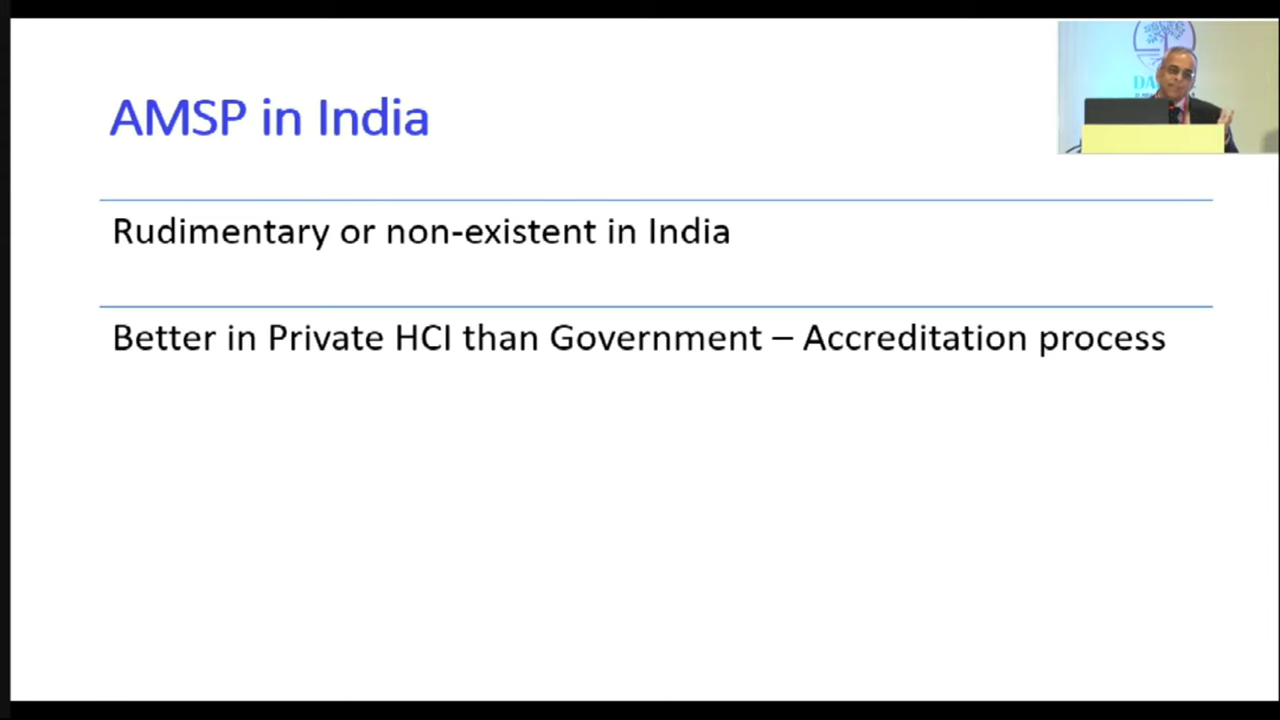 AMSP in India
Rudimentary or non-existent in India
Better in Private HCI than Government – Accreditation process